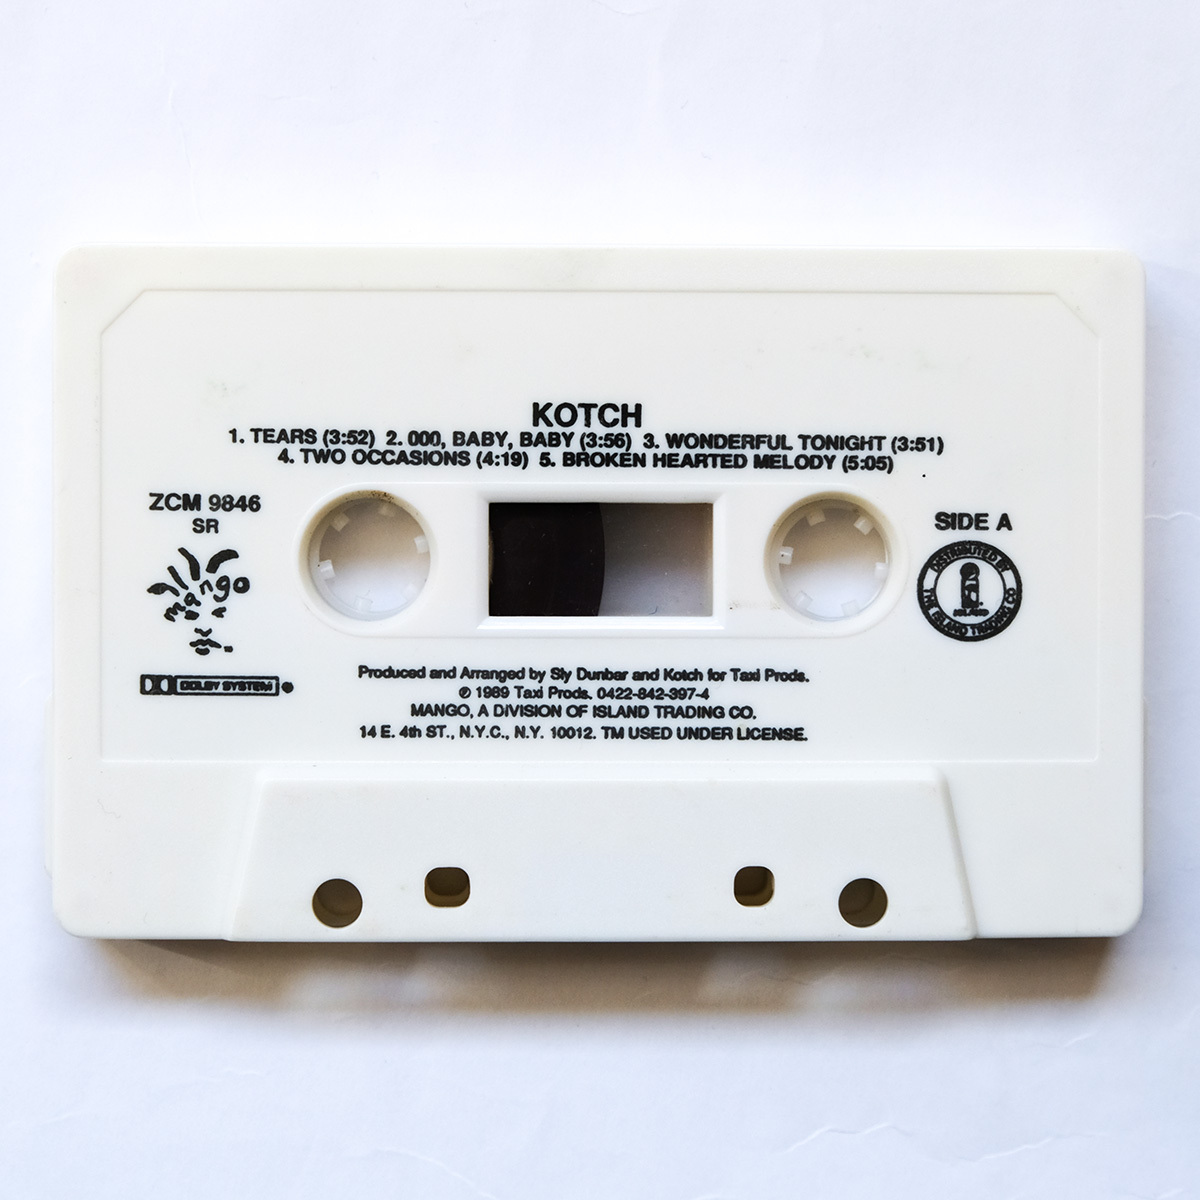 KOTCH
1. TEARS (3:52) 2. 000, BABY, BABY (3:56) 3. WONDERFUL TONIGHT (3:51)
4. TWO OCCASIONS (4:19) 5. BROKEN HEARTED MELODY (5:05)
ZCM 9846
SR
mango
DOLBY SYSTEM
SIDE A
DISTRIBUTED BY
ISLAND
THE ISLAND TRADING CO
Produced and Arranged by Sly Dunbar and Kotch for Taxi Prods.
℗ 1989 Taxi Prods. 0422-842-397-4
MANGO, A DIVISION OF ISLAND TRADING CO.
14 E. 4th ST., N.Y.C., N.Y. 10012. TM USED UNDER LICENSE.